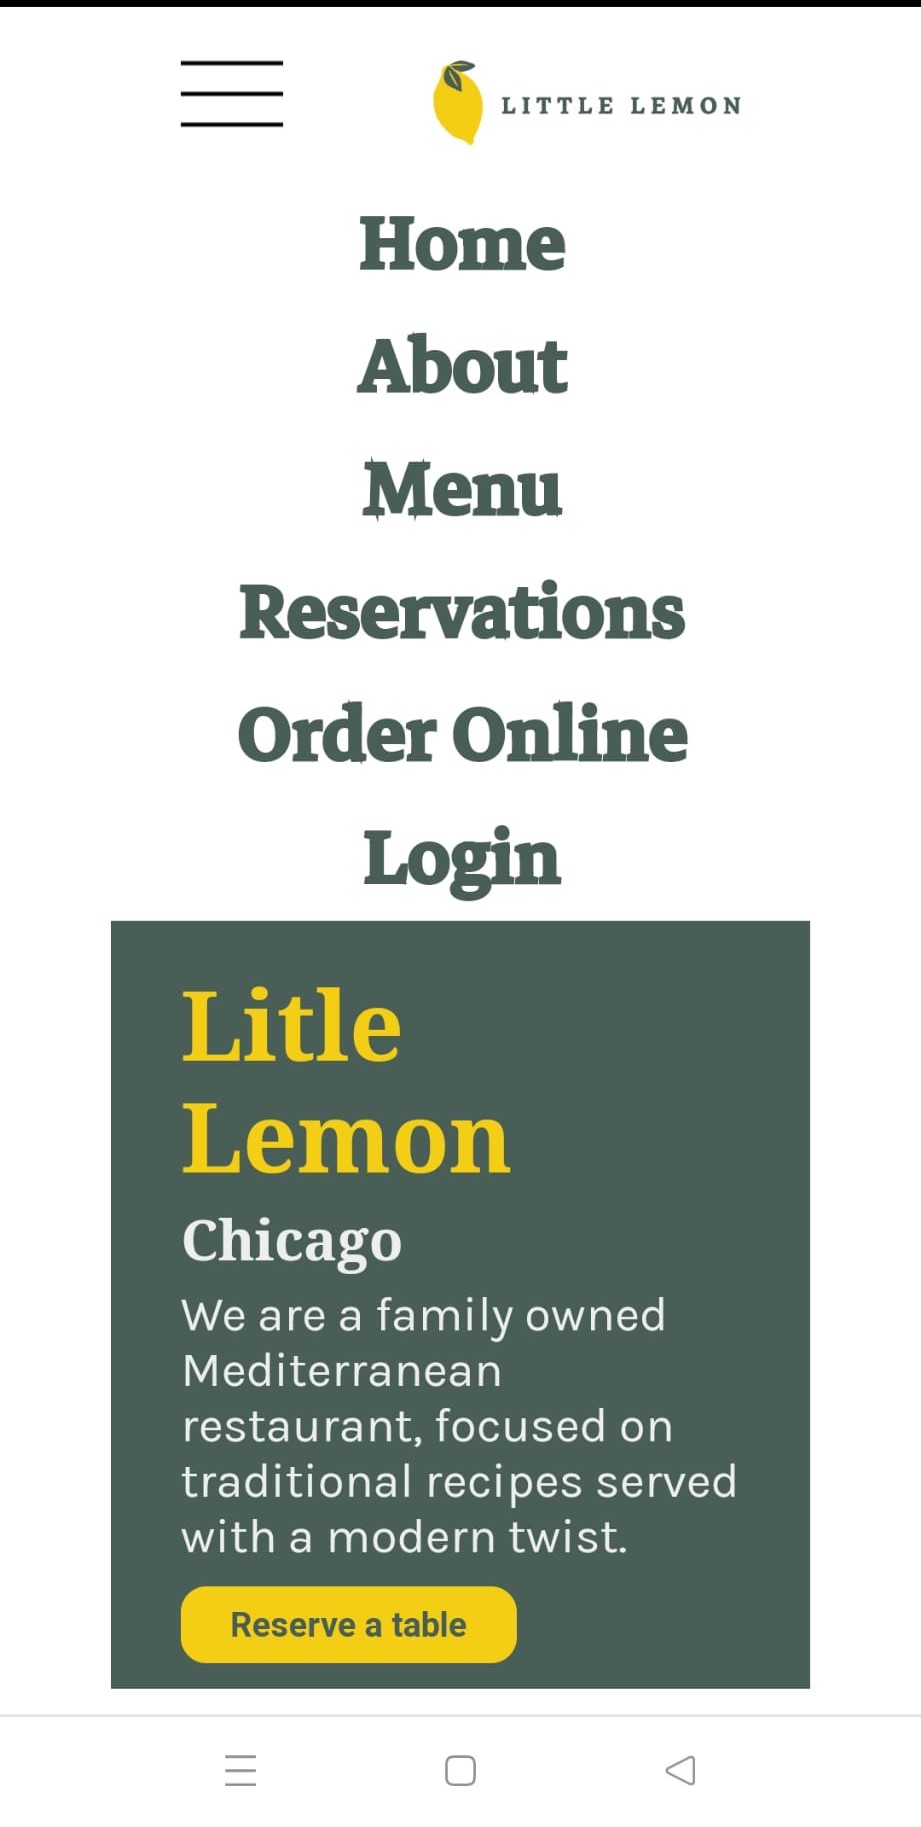 LITTLE LEMON
Home
About
Menu
Reservations
Order Online
Login
Litle
Lemon
Chicago
We are a family owned
Mediterranean
restaurant, focused on
traditional recipes served
with a modern twist.
Reserve a table